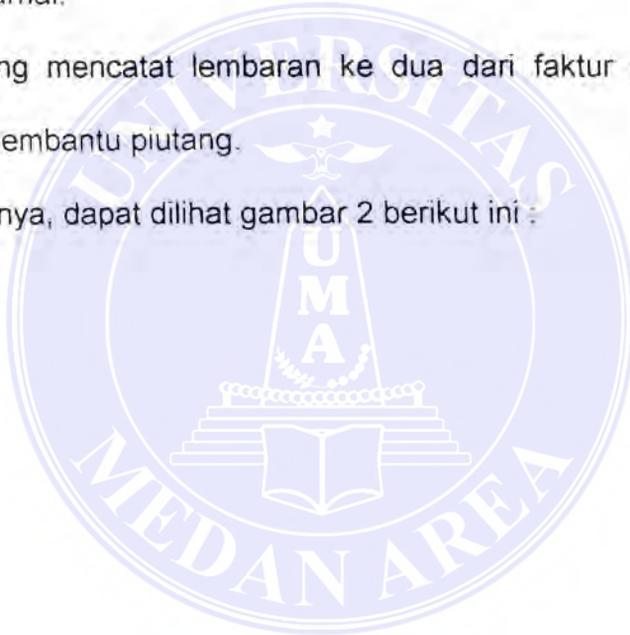 ng mencatat lembaran ke dua dari faktur
embantu piutang.
nya, dapat dilihat gambar 2 berikut ini :
UNIVERSITAS
UMA
MEDAN AREA